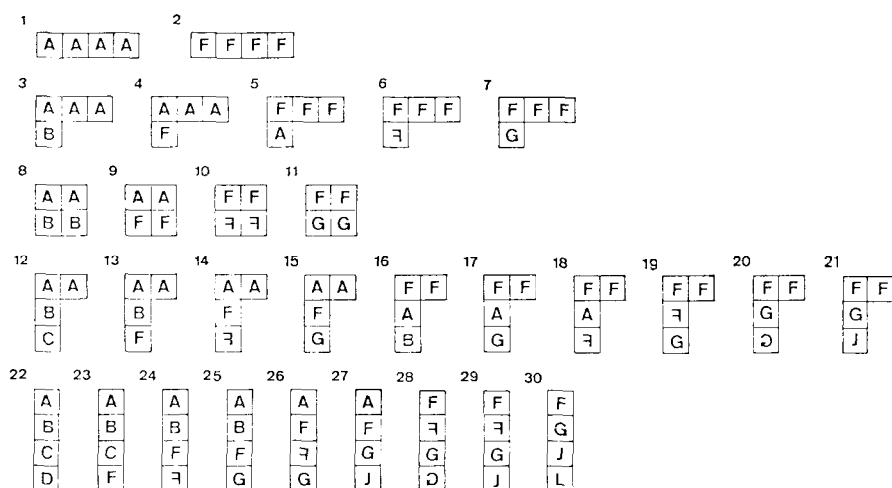 1 2
A A A A F F F F
3 4 5 6 7
A A A A A A F F F F F F F F F
B F A ꟻ G
8 9 10 11
A A A A F F F F
B B F F ꟻ ꟻ G G
12 13 14 15 16 17 18 19 20 21
A A A A A A A A F F F F F F F F F F F F
B B F F A A A ꟻ G G
C F ꟻ G B G ꟻ G Ɔ J
22 23 24 25 26 27 28 29 30
A A A A A A F F F
B B B B F F ꟻ ꟻ G
C C F F ꟻ G G G J
D F ꟻ G G J Ɔ J L